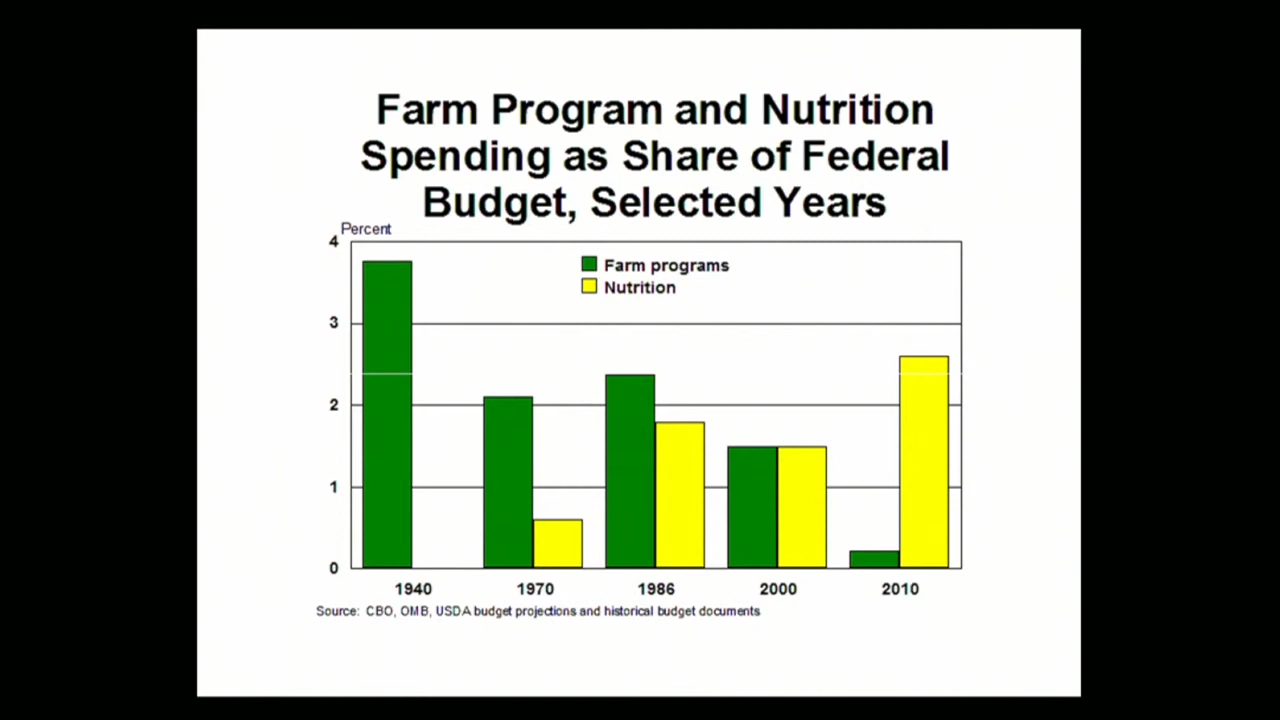 Farm Program and Nutrition
Spending as Share of Federal
Budget, Selected Years
Percent
4
Farm programs
Nutrition
3
2
1
0
1940 1970 1986 2000 2010
Source: CBO, OMB, USDA budget projections and historical budget documents